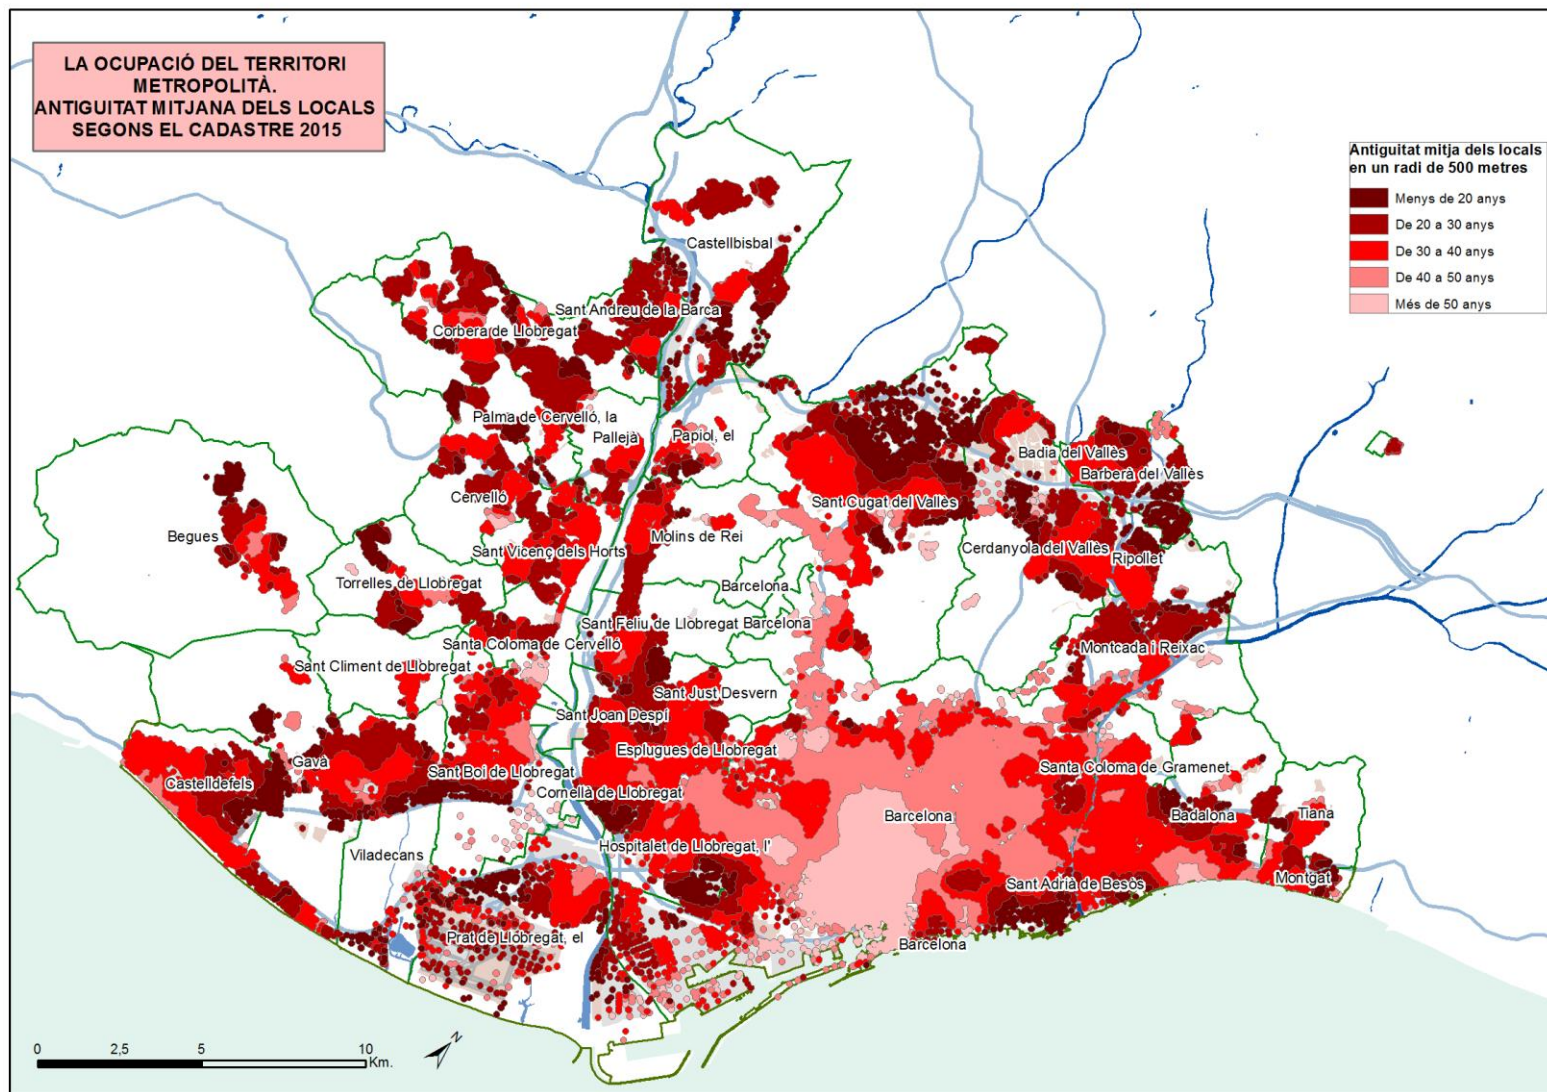 LA OCUPACIÓ DEL TERRITORI
METROPOLITÀ.
ANTIGUITAT MITJANA DELS LOCALS
SEGONS EL CADASTRE 2015
Antiguitat mitja dels locals
en un radi de 500 metres
Menys de 20 anys
De 20 a 30 anys
De 30 a 40 anys
De 40 a 50 anys
Més de 50 anys
Castellbisbal
Sant Andreu de la Barca
Corbera de Llobregat
Palma de Cervelló, la
Pallejà
Papiol, el
Badia del Vallès
Barberà del Vallès
Cervelló
Sant Cugat del Vallès
Begues
Molins de Rei
Sant Vicenç dels Horts
Cerdanyola del Vallès
Ripollet
Torrelles de Llobregat
Barcelona
Sant Feliu de Llobregat
Barcelona
Santa Coloma de Cervelló
Montcada i Reixac
Sant Climent de Llobregat
Sant Just Desvern
Sant Joan Despí
Esplugues de Llobregat
Gavà
Santa Coloma de Gramenet
Sant Boi de Llobregat
Castelldefels
Cornellà de Llobregat
Barcelona
Badalona
Tiana
Hospitalet de Llobregat, l'
Viladecans
Montgat
Sant Adrià de Besòs
Prat de Llobregat, el
Barcelona
N
0 2,5 5 10
Km.